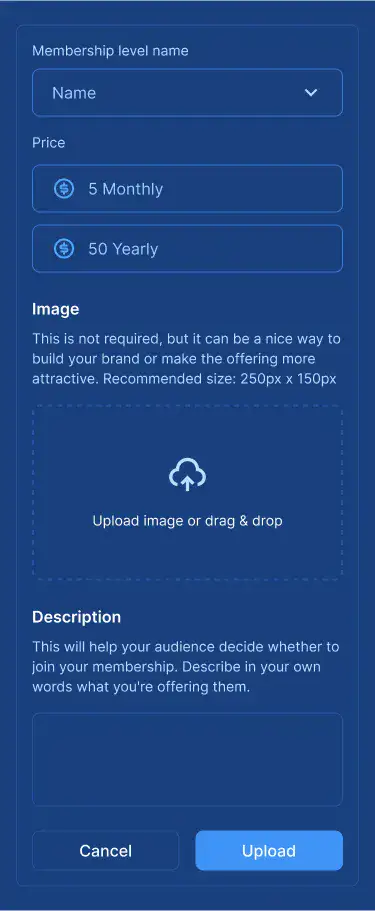 Membership level name
Name
Price
5 Monthly
50 Yearly
Image
This is not required, but it can be a nice way to
build your brand or make the offering more
attractive. Recommended size: 250px x 150px
Upload image or drag & drop
Description
This will help your audience decide whether to
join your membership. Describe in your own
words what you're offering them.
Cancel
Upload